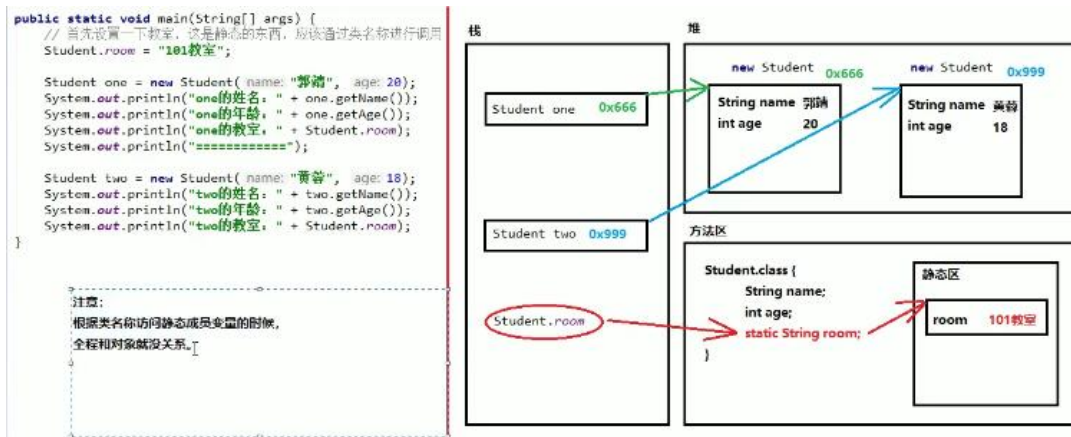 public static void main(String[] args) {
// 首先设置一下教室，这是静态的东西，应该通过类名称进行调用
Student.room = "101教室";
Student one = new Student( name: "郭靖", age: 20);
System.out.println("one的姓名：" + one.getName());
System.out.println("one的年龄：" + one.getAge());
System.out.println("one的教室：" + Student.room);
System.out.println("============");
Student two = new Student( name: "黄蓉", age: 18);
System.out.println("two的姓名：" + two.getName());
System.out.println("two的年龄：" + two.getAge());
System.out.println("two的教室：" + Student.room);
}
注意：
根据类名称访问静态成员变量的时候，
全程和对象就没关系。
栈
Student one 0x666
Student two 0x999
Student.room
堆
new Student 0x666
String name 郭靖
int age 20
new Student 0x999
String name 黄蓉
int age 18
方法区
Student.class {
String name;
int age;
static String room;
}
静态区
room 101教室